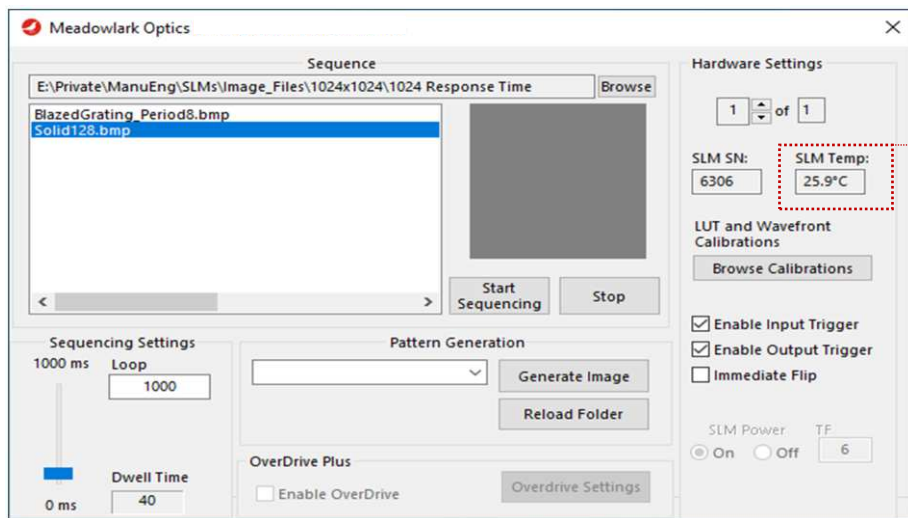 Meadowlark Optics
Sequence
E:\Private\ManuEng\SLMs\Image_Files\1024x1024\1024 Response Time
Browse
BlazedGrating_Period8.bmp
Solid128.bmp
Start
Sequencing
Stop
Sequencing Settings
1000 ms
Loop
1000
Dwell Time
40
0 ms
Pattern Generation
Generate Image
Reload Folder
OverDrive Plus
Enable OverDrive
Overdrive Settings
Hardware Settings
1 of 1
SLM SN:
6306
SLM Temp:
25.9°C
LUT and Wavefront
Calibrations
Browse Calibrations
Enable Input Trigger
Enable Output Trigger
Immediate Flip
SLM Power
On Off
TF
6